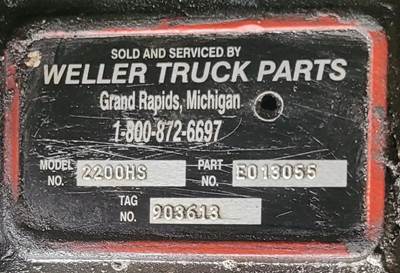 SOLD AND SERVICED BY
WELLER TRUCK PARTS
Grand Rapids, Michigan
1-800-872-6697
MODEL NO. 2200HS PART NO. E013055
TAG NO. 903613